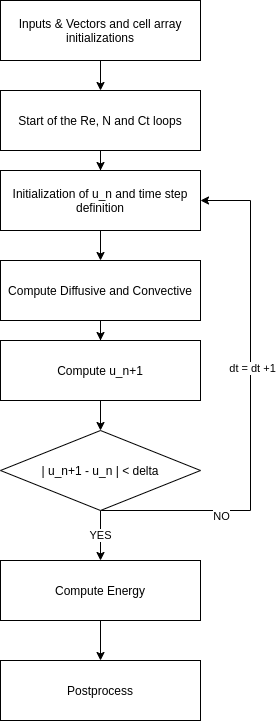 Inputs & Vectors and cell array
initializations
Start of the Re, N and Ct loops
Initialization of u_n and time step
definition
Compute Diffusive and Convective
Compute u_n+1
dt = dt +1
| u_n+1 - u_n | < delta
NO
YES
Compute Energy
Postprocess